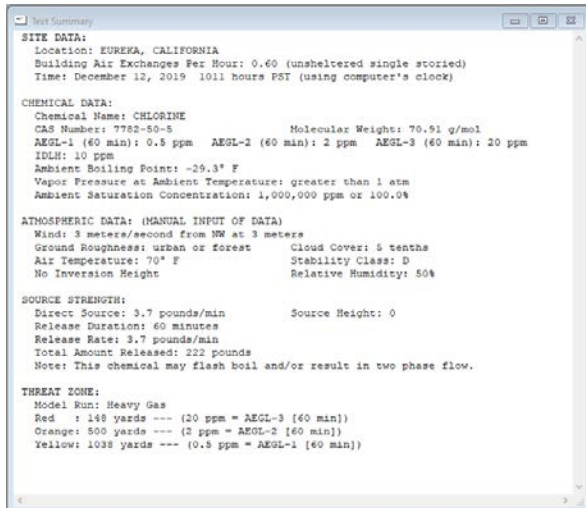 Text Summary
SITE DATA:
Location: EUREKA, CALIFORNIA
Building Air Exchanges Per Hour: 0.60 (unsheltered single storied)
Time: December 12, 2019 1011 hours PST (using computer's clock)
CHEMICAL DATA:
Chemical Name: CHLORINE
CAS Number: 7782-50-5 Molecular Weight: 70.91 g/mol
AEGL-1 (60 min): 0.5 ppm AEGL-2 (60 min): 2 ppm AEGL-3 (60 min): 20 ppm
IDLH: 10 ppm
Ambient Boiling Point: -29.3° F
Vapor Pressure at Ambient Temperature: greater than 1 atm
Ambient Saturation Concentration: 1,000,000 ppm or 100.0%
ATMOSPHERIC DATA: (MANUAL INPUT OF DATA)
Wind: 3 meters/second from NW at 3 meters
Ground Roughness: urban or forest Cloud Cover: 5 tenths
Air Temperature: 70° F Stability Class: D
No Inversion Height Relative Humidity: 50%
SOURCE STRENGTH:
Direct Source: 3.7 pounds/min Source Height: 0
Release Duration: 60 minutes
Release Rate: 3.7 pounds/min
Total Amount Released: 222 pounds
Note: This chemical may flash boil and/or result in two phase flow.
THREAT ZONE:
Model Run: Heavy Gas
Red : 148 yards --- (20 ppm = AEGL-3 [60 min])
Orange: 500 yards --- (2 ppm = AEGL-2 [60 min])
Yellow: 1038 yards --- (0.5 ppm = AEGL-1 [60 min])